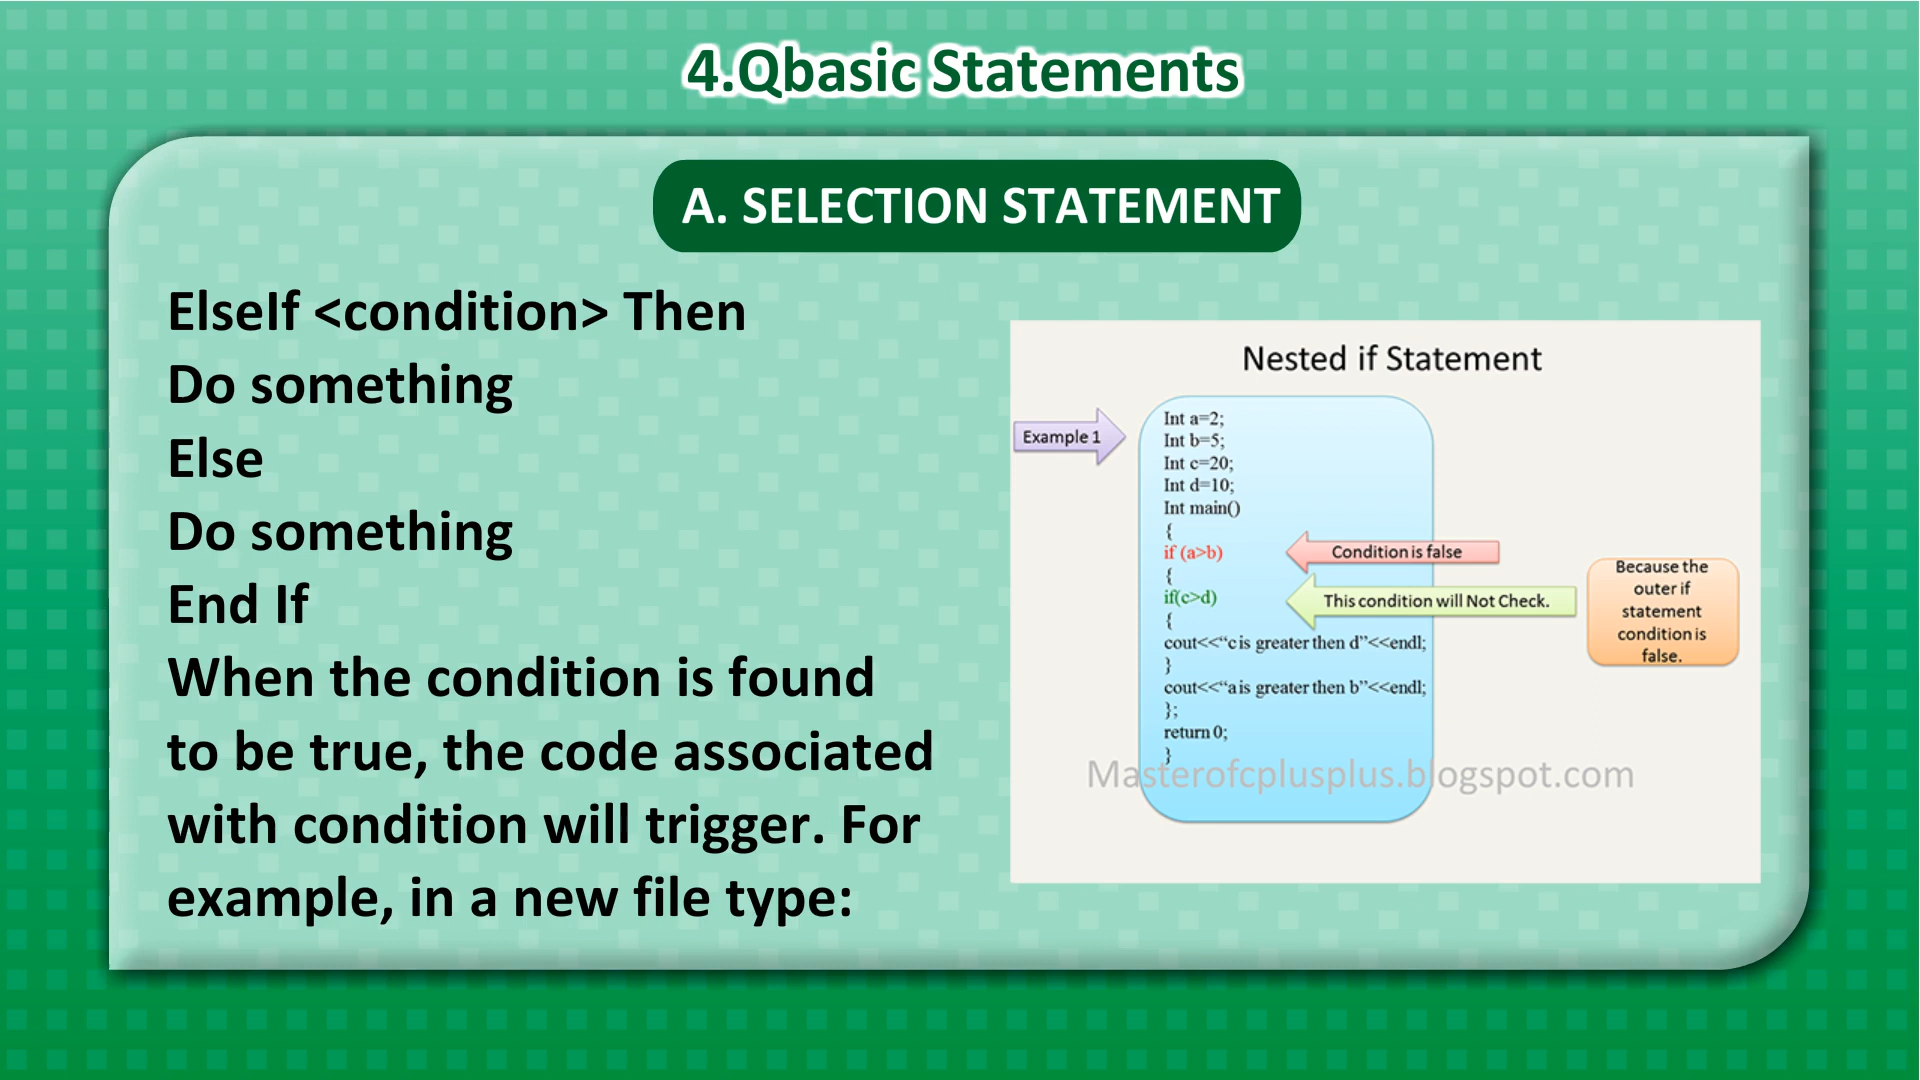 4.Qbasic Statements
A. SELECTION STATEMENT
ElseIf <condition> Then
Do something
Else
Do something
End If
When the condition is found
to be true, the code associated
with condition will trigger. For
example, in a new file type:
Nested if Statement
Example 1
Int a=2;
Int b=5;
Int c=20;
Int d=10;
Int main()
{
if (a>b)
Condition is false
{
if(c>d)
This condition will Not Check.
Because the
outer if
statement
condition is
false.
{
cout<<“c is greater then d”<<endl;
}
cout<<“a is greater then b”<<endl;
};
return 0;
}
Masterofcplusplus.blogspot.com